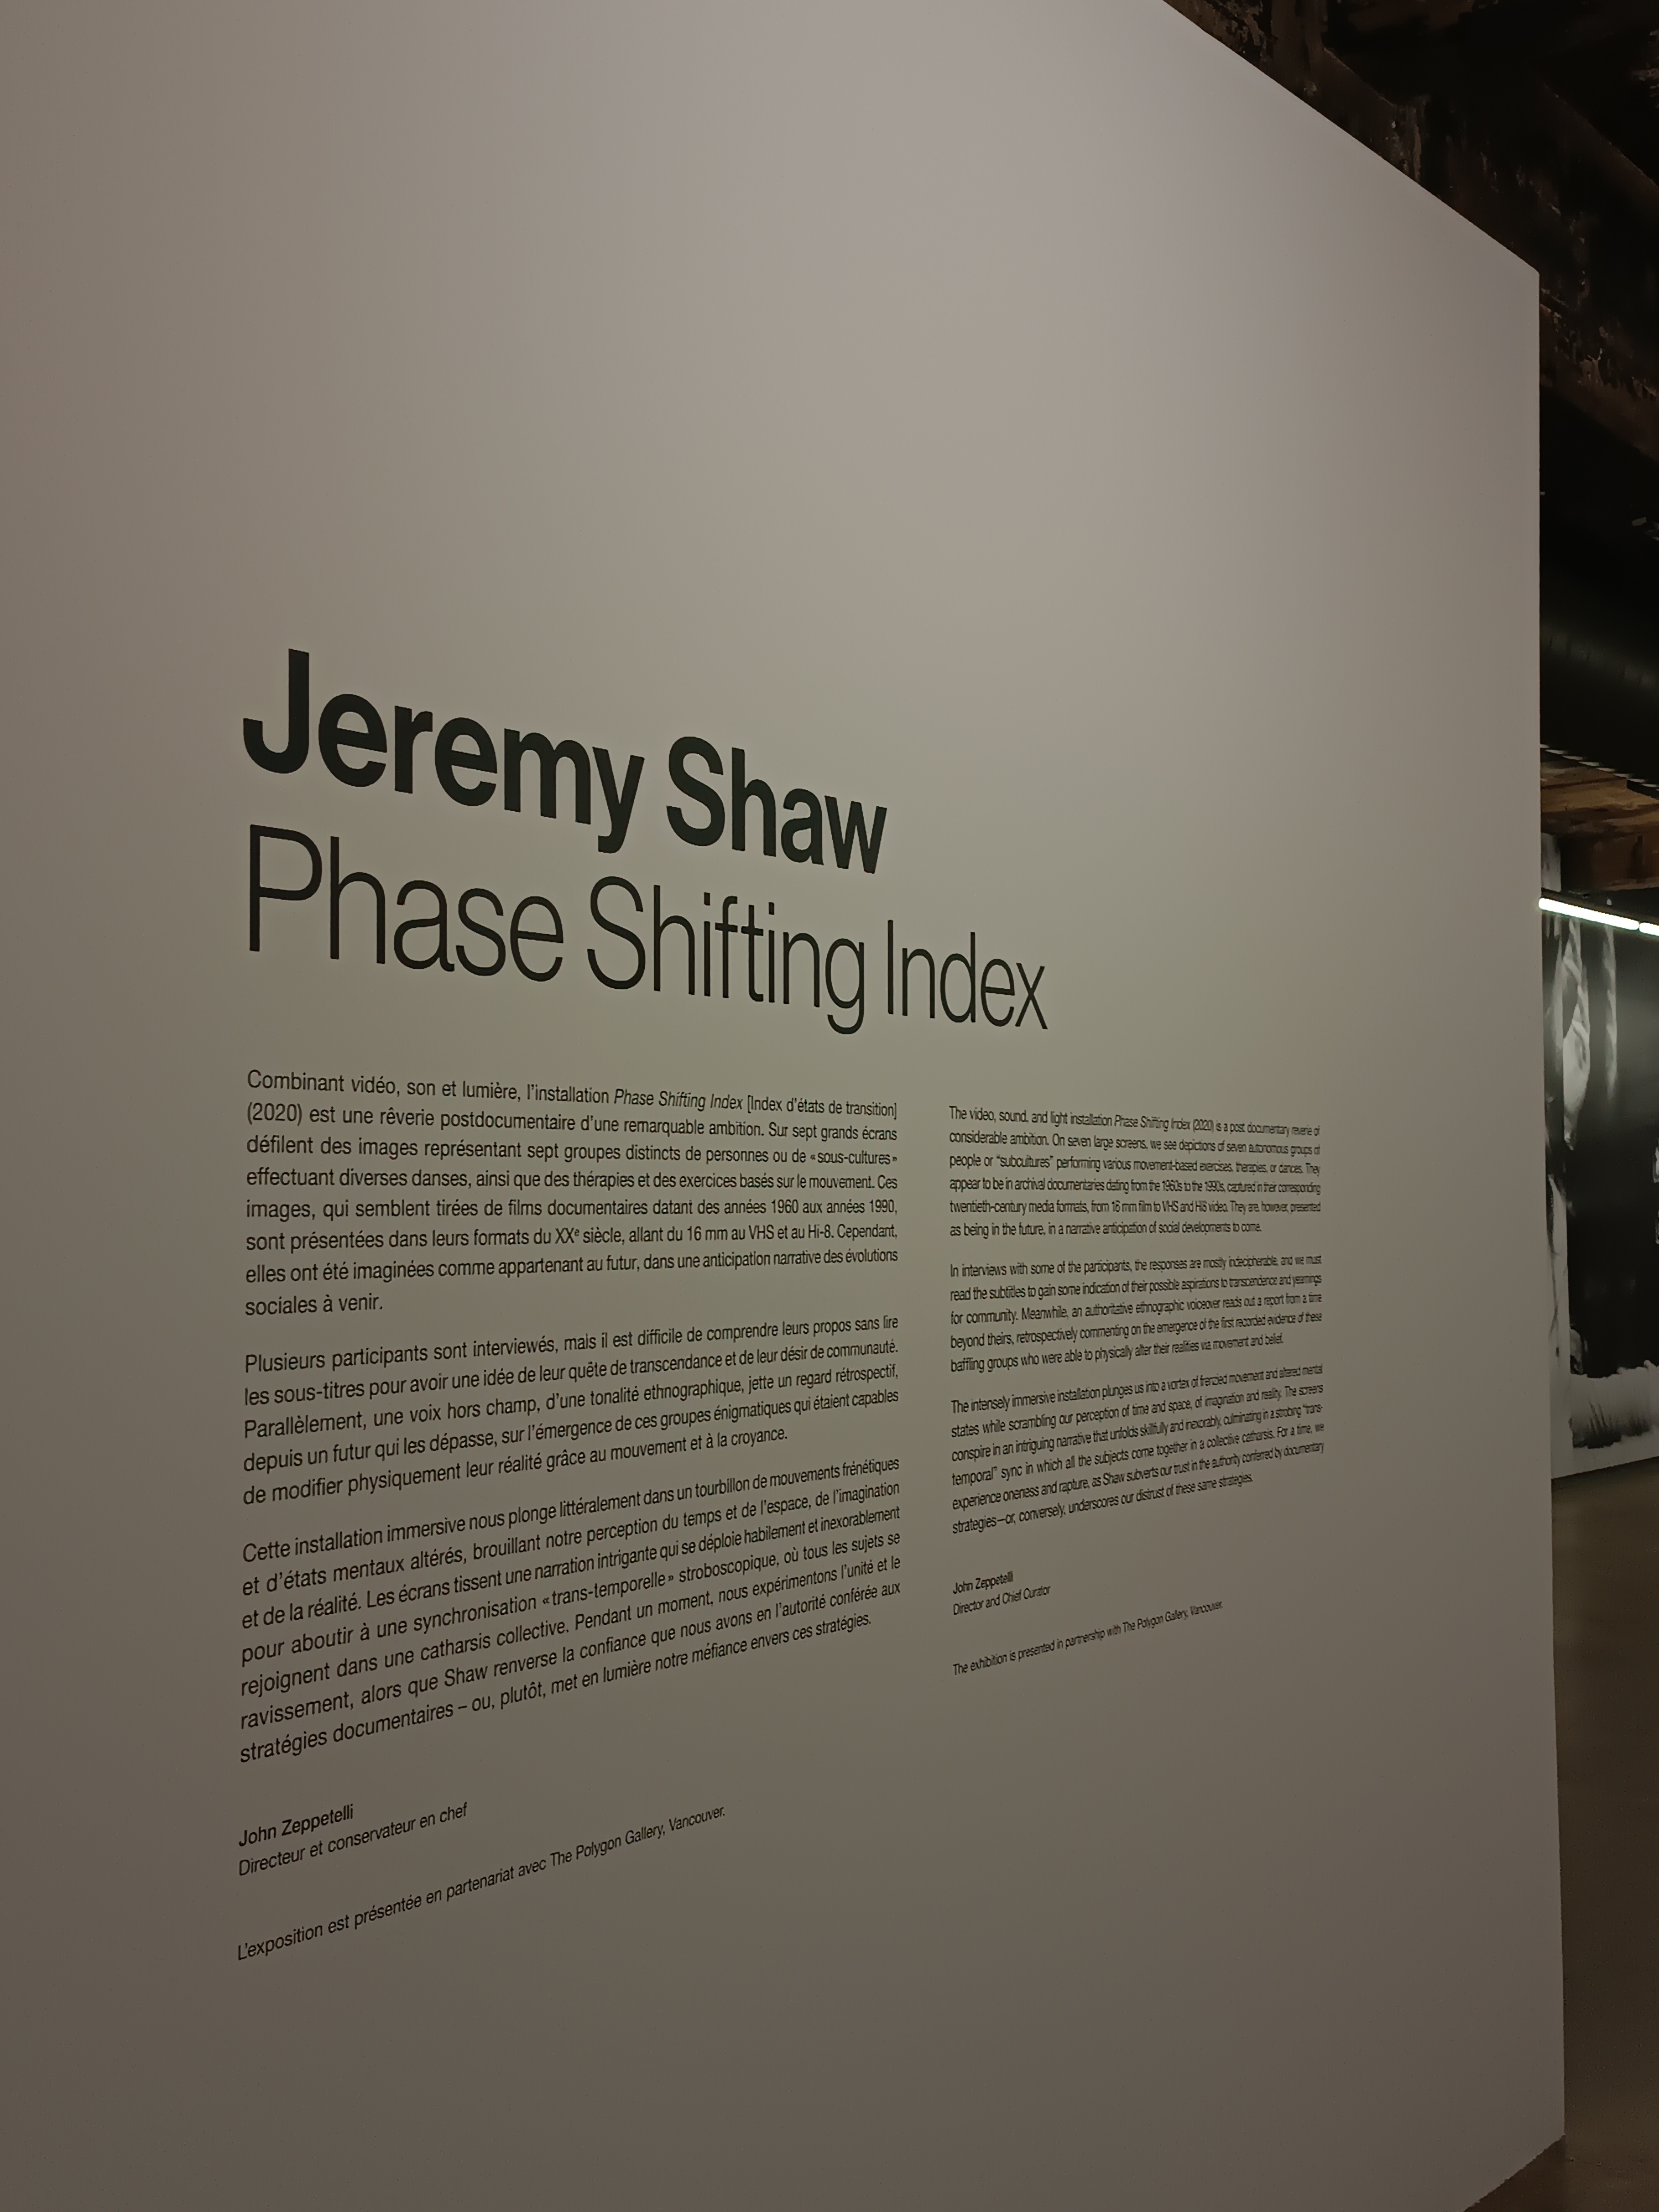 Jeremy Shaw
Phase Shifting Index
Combinant vidéo, son et lumière, l'installation Phase Shifting Index [Index d'états de transition]
(2020) est une rêverie postdocumentaire d'une remarquable ambition. Sur sept grands écrans
défilent des images représentant sept groupes distincts de personnes ou de «sous-cultures»
effectuant diverses danses, ainsi que des thérapies et des exercices basés sur le mouvement. Ces
images, qui semblent tirées de films documentaires datant des années 1960 aux années 1990,
sont présentées dans leurs formats du XXe siècle, allant du 16 mm au VHS et au Hi-8. Cependant,
elles ont été imaginées comme appartenant au futur, dans une anticipation narrative des évolutions
sociales à venir.
Plusieurs participants sont interviewés, mais il est difficile de comprendre leurs propos sans lire
les sous-titres pour avoir une idée de leur quête de transcendance et de leur désir de communauté.
Parallèlement, une voix hors champ, d'une tonalité ethnographique, jette un regard rétrospectif,
depuis un futur qui les dépasse, sur l'émergence de ces groupes énigmatiques qui étaient capables
de modifier physiquement leur réalité grâce au mouvement et à la croyance.
Cette installation immersive nous plonge littéralement dans un tourbillon de mouvements frénétiques
et d'états mentaux altérés, brouillant notre perception du temps et de l'espace, de l'imagination
et de la réalité. Les écrans tissent une narration intrigante qui se déploie habilement et inexorablement
pour aboutir à une synchronisation «trans-temporelle» stroboscopique, où tous les sujets se
rejoignent dans une catharsis collective. Pendant un moment, nous expérimentons l'unité et le
ravissement, alors que Shaw renverse la confiance que nous avons en l'autorité conférée aux
stratégies documentaires – ou, plutôt, met en lumière notre méfiance envers ces stratégies.
John Zeppetelli
Directeur et conservateur en chef
L'exposition est présentée en partenariat avec The Polygon Gallery, Vancouver.
The video, sound, and light installation Phase Shifting Index (2020) is a post documentary reverie of
considerable ambition. On seven large screens, we see depictions of seven autonomous groups of
people or "subcultures" performing various movement-based exercises, therapies, or dances. They
appear to be in archival documentaries dating from the 1960s to the 1990s, captured in their corresponding
twentieth-century media formats, from 16 mm film to VHS and Hi8 video. They are, however, presented
as being in the future, in a narrative anticipation of social developments to come.
In interviews with some of the participants, the responses are mostly indecipherable, and we must
read the subtitles to gain some indication of their possible aspirations to transcendence and yearnings
for community. Meanwhile, an authoritative ethnographic voiceover reads out a report from a time
beyond theirs, retrospectively commenting on the emergence of the first recorded evidence of these
baffling groups who were able to physically alter their realities via movement and belief.
The intensely immersive installation plunges us into a vortex of frenzied movement and altered mental
states while scrambling our perception of time and space, of imagination and reality. The screens
conspire in an intriguing narrative that unfolds skillfully and inexorably, culminating in a strobing "trans-
temporal" sync in which all the subjects come together in a collective catharsis. For a time, we
experience oneness and rapture, as Shaw subverts our trust in the authority conferred by documentary
strategies—or, conversely, underscores our distrust of these same strategies.
John Zeppetelli
Director and Chief Curator
The exhibition is presented in partnership with The Polygon Gallery, Vancouver.